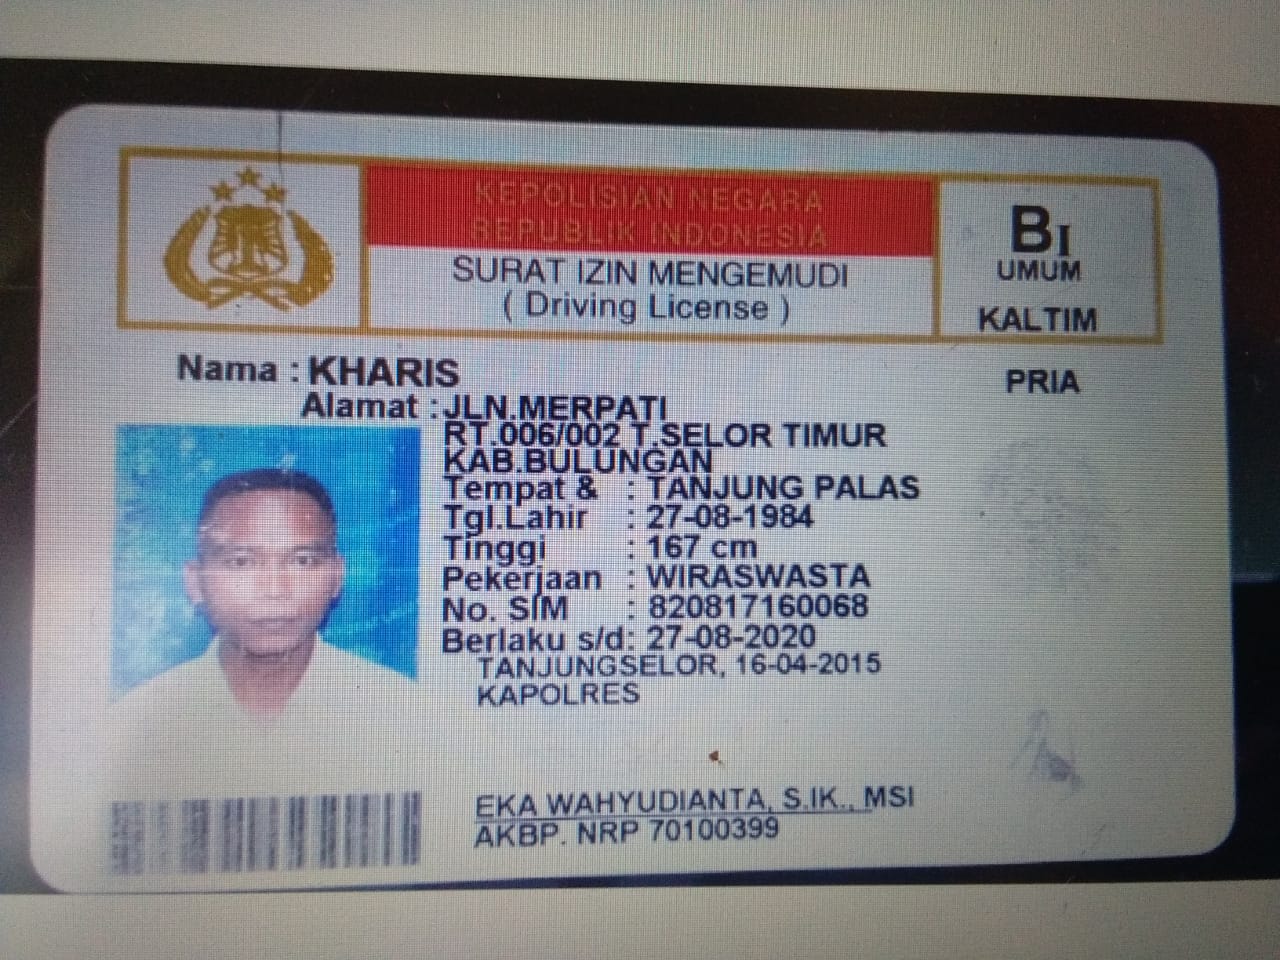 KEPOLISIAN NEGARA
REPUBLIK INDONESIA
SURAT IZIN MENGEMUDI
( Driving License )
BI
UMUM
KALTIM
Nama : KHARIS
PRIA
Alamat : JLN.MERPATI
RT.006/002 T.SELOR TIMUR
KAB.BULUNGAN
Tempat & : TANJUNG PALAS
Tgl.Lahir : 27-08-1984
Tinggi : 167 cm
Pekerjaan : WIRASWASTA
No. SIM : 820817160068
Berlaku s/d: 27-08-2020
TANJUNGSELOR, 16-04-2015
KAPOLRES
EKA WAHYUDIANTA, S.IK., MSI
AKBP. NRP 70100399